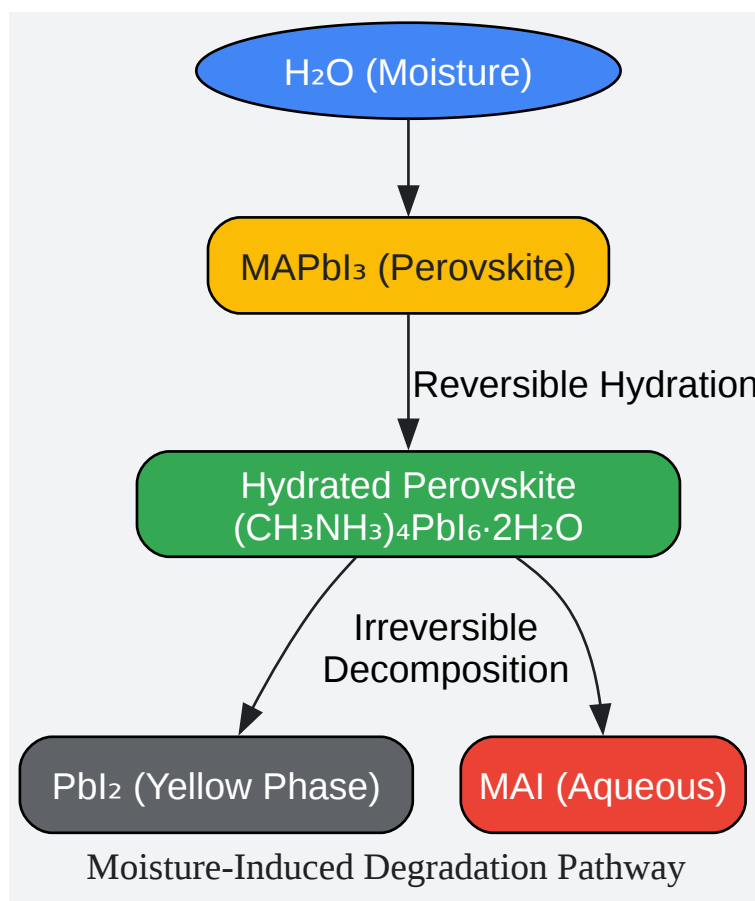 H₂O (Moisture)
MAPbI₃ (Perovskite)
Reversible Hydration
Hydrated Perovskite
(CH₃NH₃)₄PbI₆·2H₂O
Irreversible
Decomposition
PbI₂ (Yellow Phase)
MAI (Aqueous)
Moisture-Induced Degradation Pathway